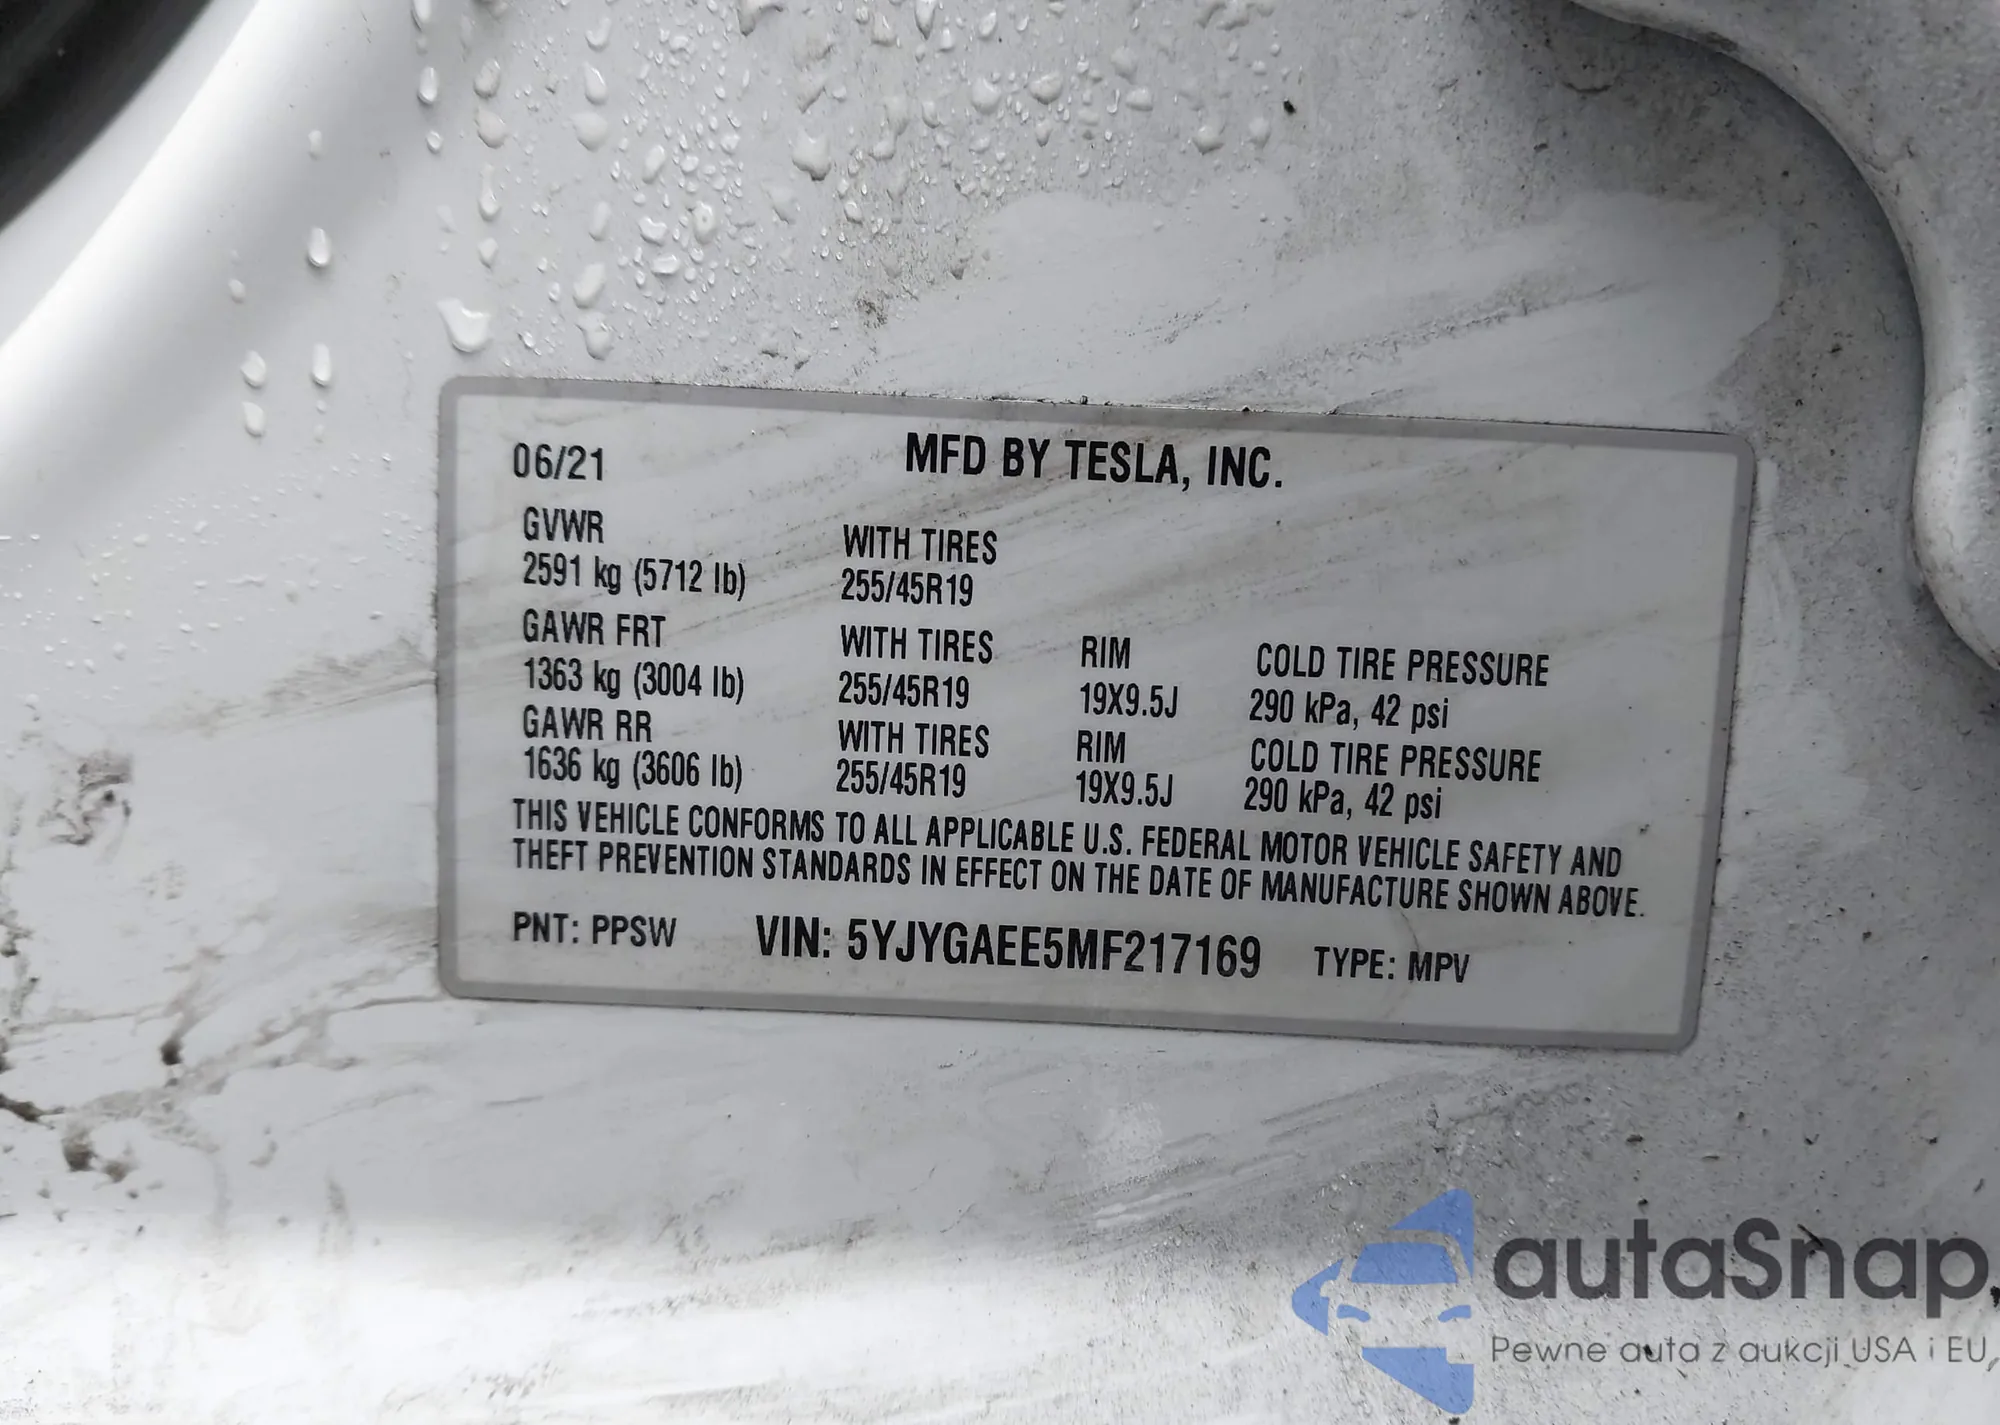 06/21 MFD BY TESLA, INC.
GVWR WITH TIRES
2591 kg (5712 lb) 255/45R19
GAWR FRT WITH TIRES RIM COLD TIRE PRESSURE
1363 kg (3004 lb) 255/45R19 19X9.5J 290 kPa, 42 psi
GAWR RR WITH TIRES RIM COLD TIRE PRESSURE
1636 kg (3606 lb) 255/45R19 19X9.5J 290 kPa, 42 psi
THIS VEHICLE CONFORMS TO ALL APPLICABLE U.S. FEDERAL MOTOR VEHICLE SAFETY AND
THEFT PREVENTION STANDARDS IN EFFECT ON THE DATE OF MANUFACTURE SHOWN ABOVE.
PNT: PPSW VIN: 5YJYGAEE5MF217169 TYPE: MPV
autaSnap.
Pewne auta z aukcji USA i EU,